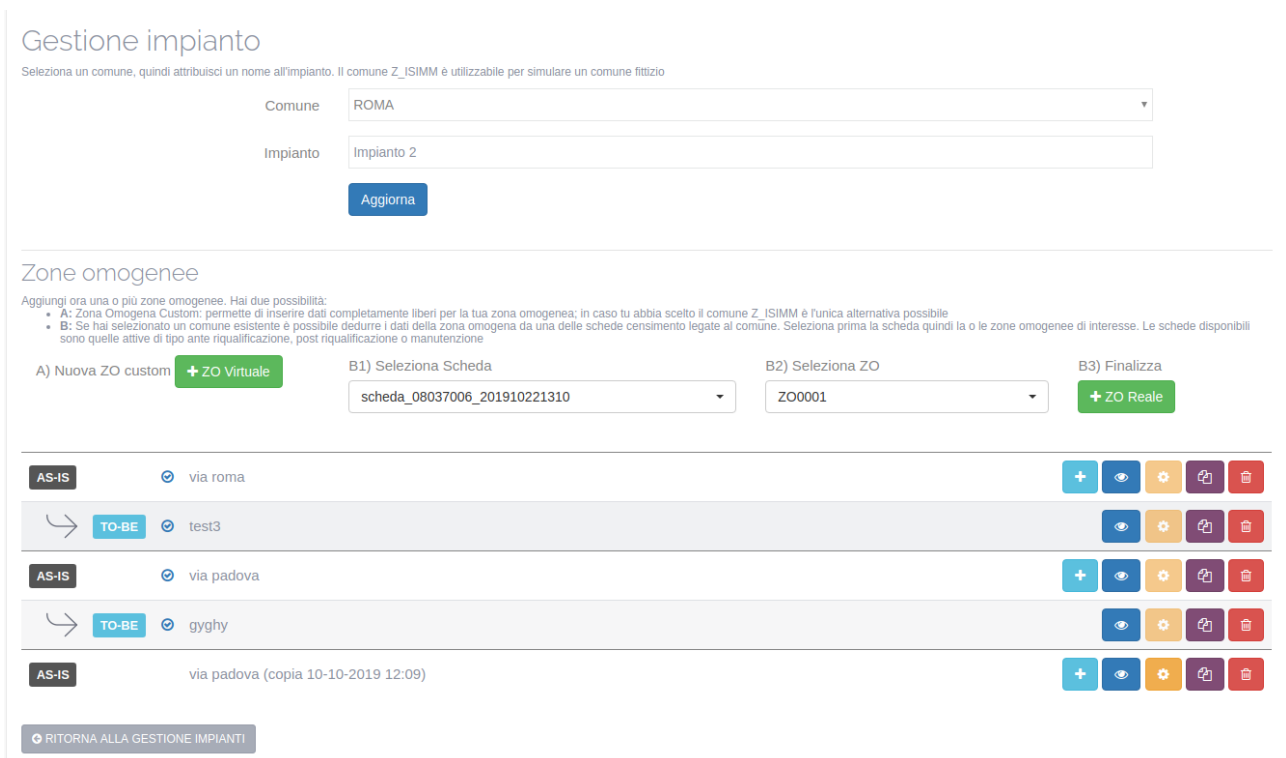 Gestione impianto
Seleziona un comune, quindi attribuisci un nome all'impianto. Il comune Z_ISIMM è utilizzabile per simulare un comune fittizio
Comune ROMA
Impianto Impianto 2
Aggiorna
Zone omogenee
Aggiungi ora una o più zone omogenee. Hai due possibilità:
• A: Zona Omogena Custom: permette di inserire dati completamente liberi per la tua zona omogenea; in caso tu abbia scelto il comune Z_ISIMM è l'unica alternativa possibile
• B: Se hai selezionato un comune esistente è possibile dedurre i dati della zona omogena da una delle schede censimento legate al comune. Seleziona prima la scheda quindi la o le zone omogenee di interesse. Le schede disponibili
sono quelle attive di tipo ante riqualificazione, post riqualificazione o manutenzione
A) Nuova ZO custom + ZO Virtuale
B1) Seleziona Scheda
scheda_08037006_201910221310
B2) Seleziona ZO
ZO0001
B3) Finalizza
+ ZO Reale
AS-IS via roma
TO-BE test3
AS-IS via padova
TO-BE gyghy
AS-IS via padova (copia 10-10-2019 12:09)
RITORNA ALLA GESTIONE IMPIANTI